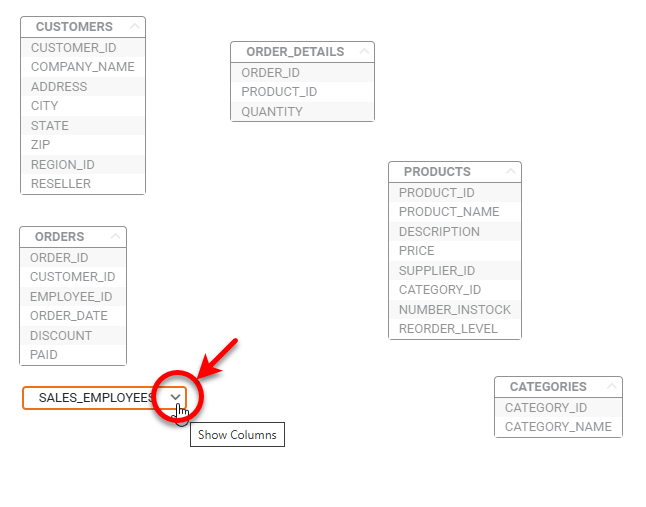 CUSTOMERS
CUSTOMER_ID
COMPANY_NAME
ADDRESS
CITY
STATE
ZIP
REGION_ID
RESELLER
ORDER_DETAILS
ORDER_ID
PRODUCT_ID
QUANTITY
PRODUCTS
PRODUCT_ID
PRODUCT_NAME
DESCRIPTION
PRICE
SUPPLIER_ID
CATEGORY_ID
NUMBER_INSTOCK
REORDER_LEVEL
ORDERS
ORDER_ID
CUSTOMER_ID
EMPLOYEE_ID
ORDER_DATE
DISCOUNT
PAID
SALES_EMPLOYEES
Show Columns
CATEGORIES
CATEGORY_ID
CATEGORY_NAME